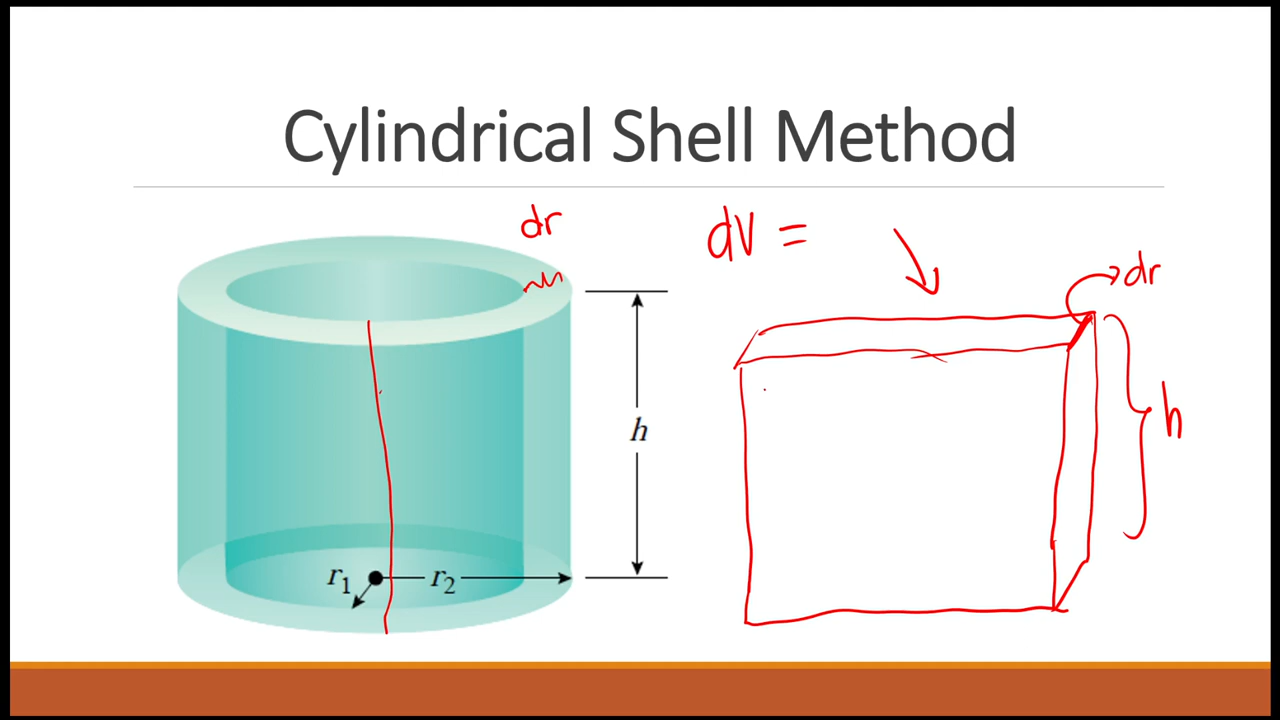 Cylindrical Shell Method
dr
dV =
dr
h
h
r₁
r₂